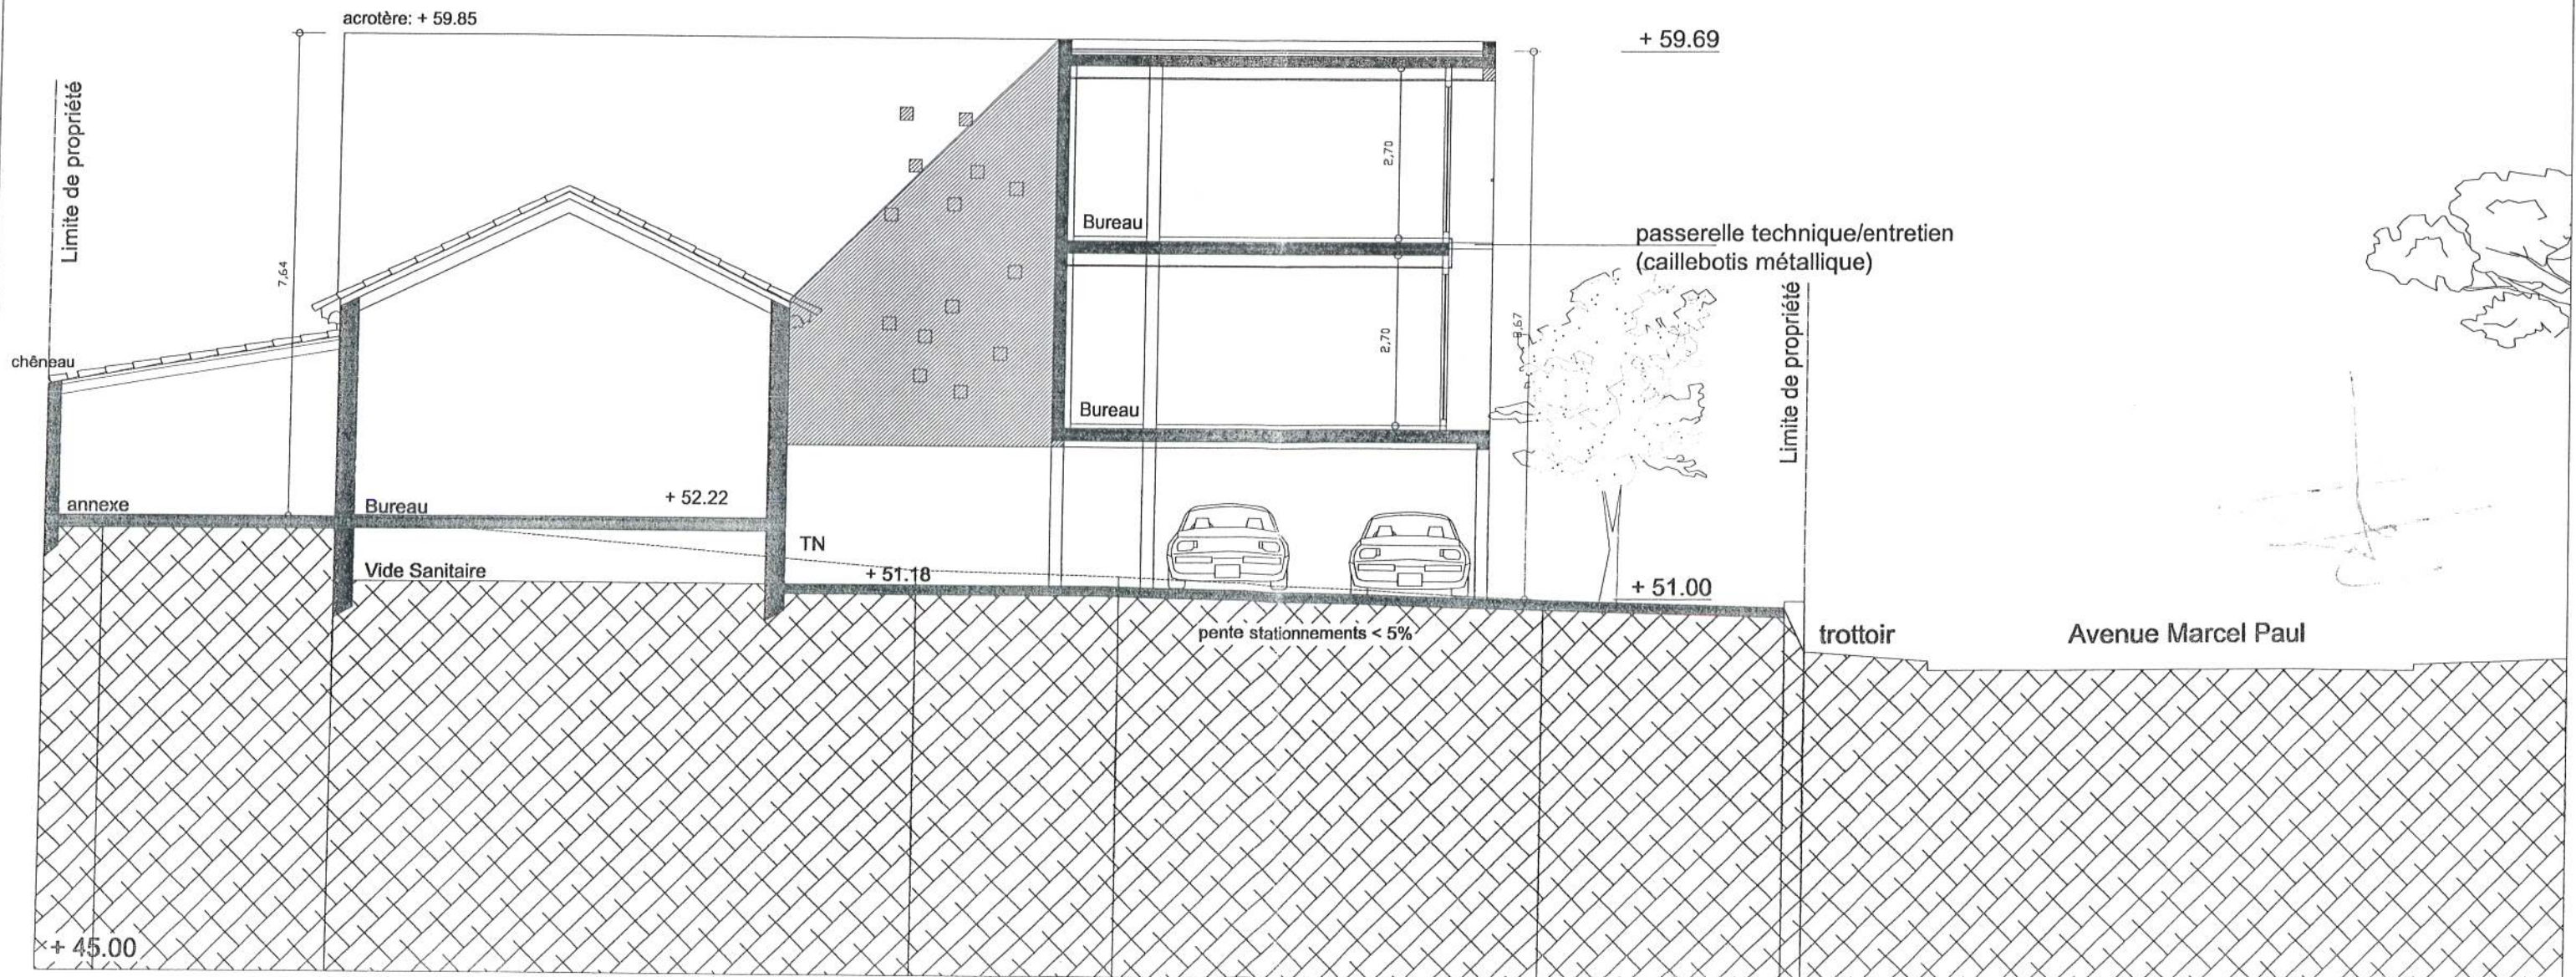 acrotère: + 59.85
+ 59.69
Limite de propriété
2,70
Bureau
passerelle technique/entretien
(caillebotis métallique)
7,64
Limite de propriété
2,70
chêneau
Bureau
annexe
Bureau
+ 52.22
TN
Vide Sanitaire
+ 51.18
+ 51.00
pente stationnements < 5%
trottoir
Avenue Marcel Paul
+ 45.00